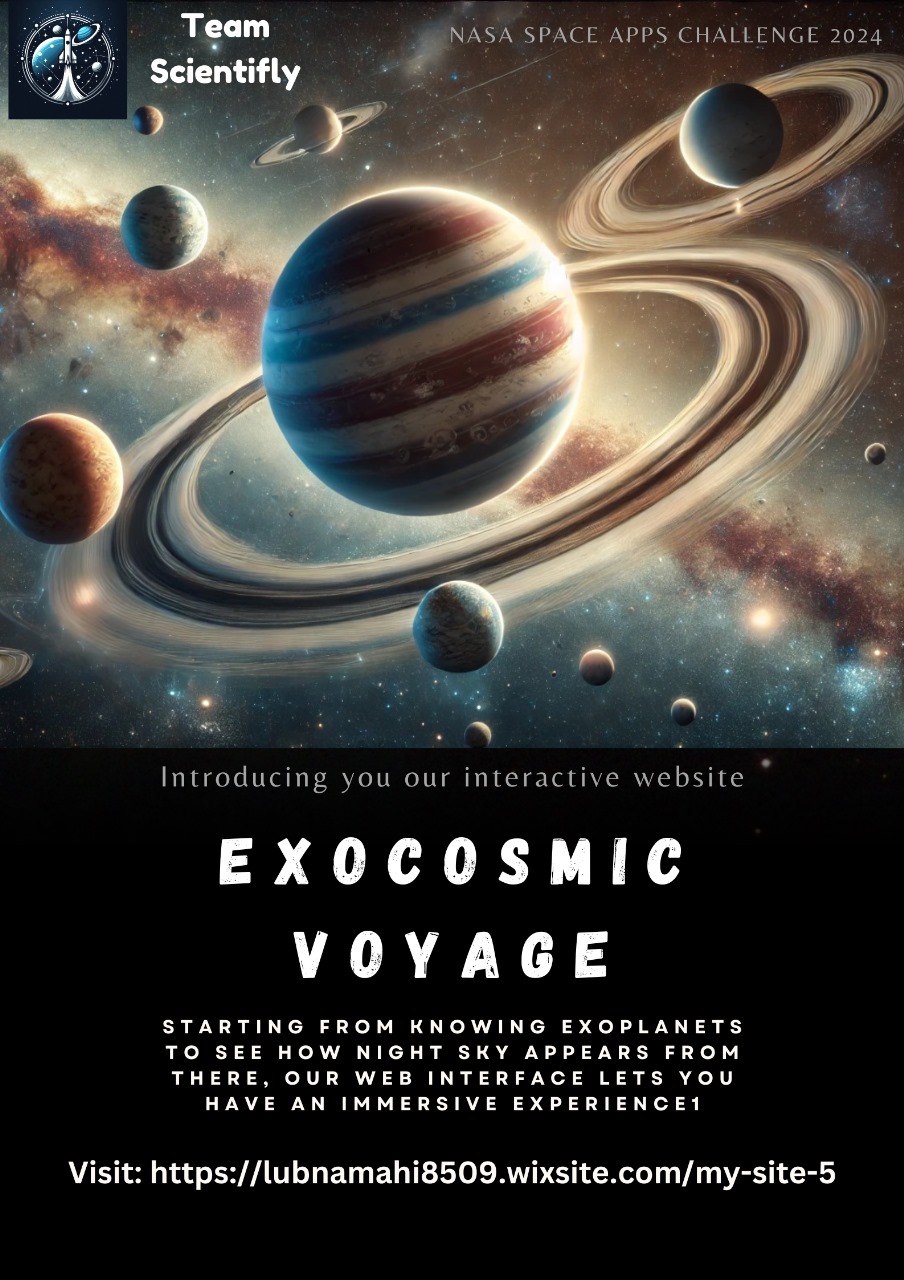 Team
Scientifly
NASA SPACE APPS CHALLENGE 2024
Introducing you our interactive website
EXOCOSMIC
VOYAGE
STARTING FROM KNOWING EXOPLANETS
TO SEE HOW NIGHT SKY APPEARS FROM
THERE, OUR WEB INTERFACE LETS YOU
HAVE AN IMMERSIVE EXPERIENCE1
Visit: https://lubnamahi8509.wixsite.com/my-site-5